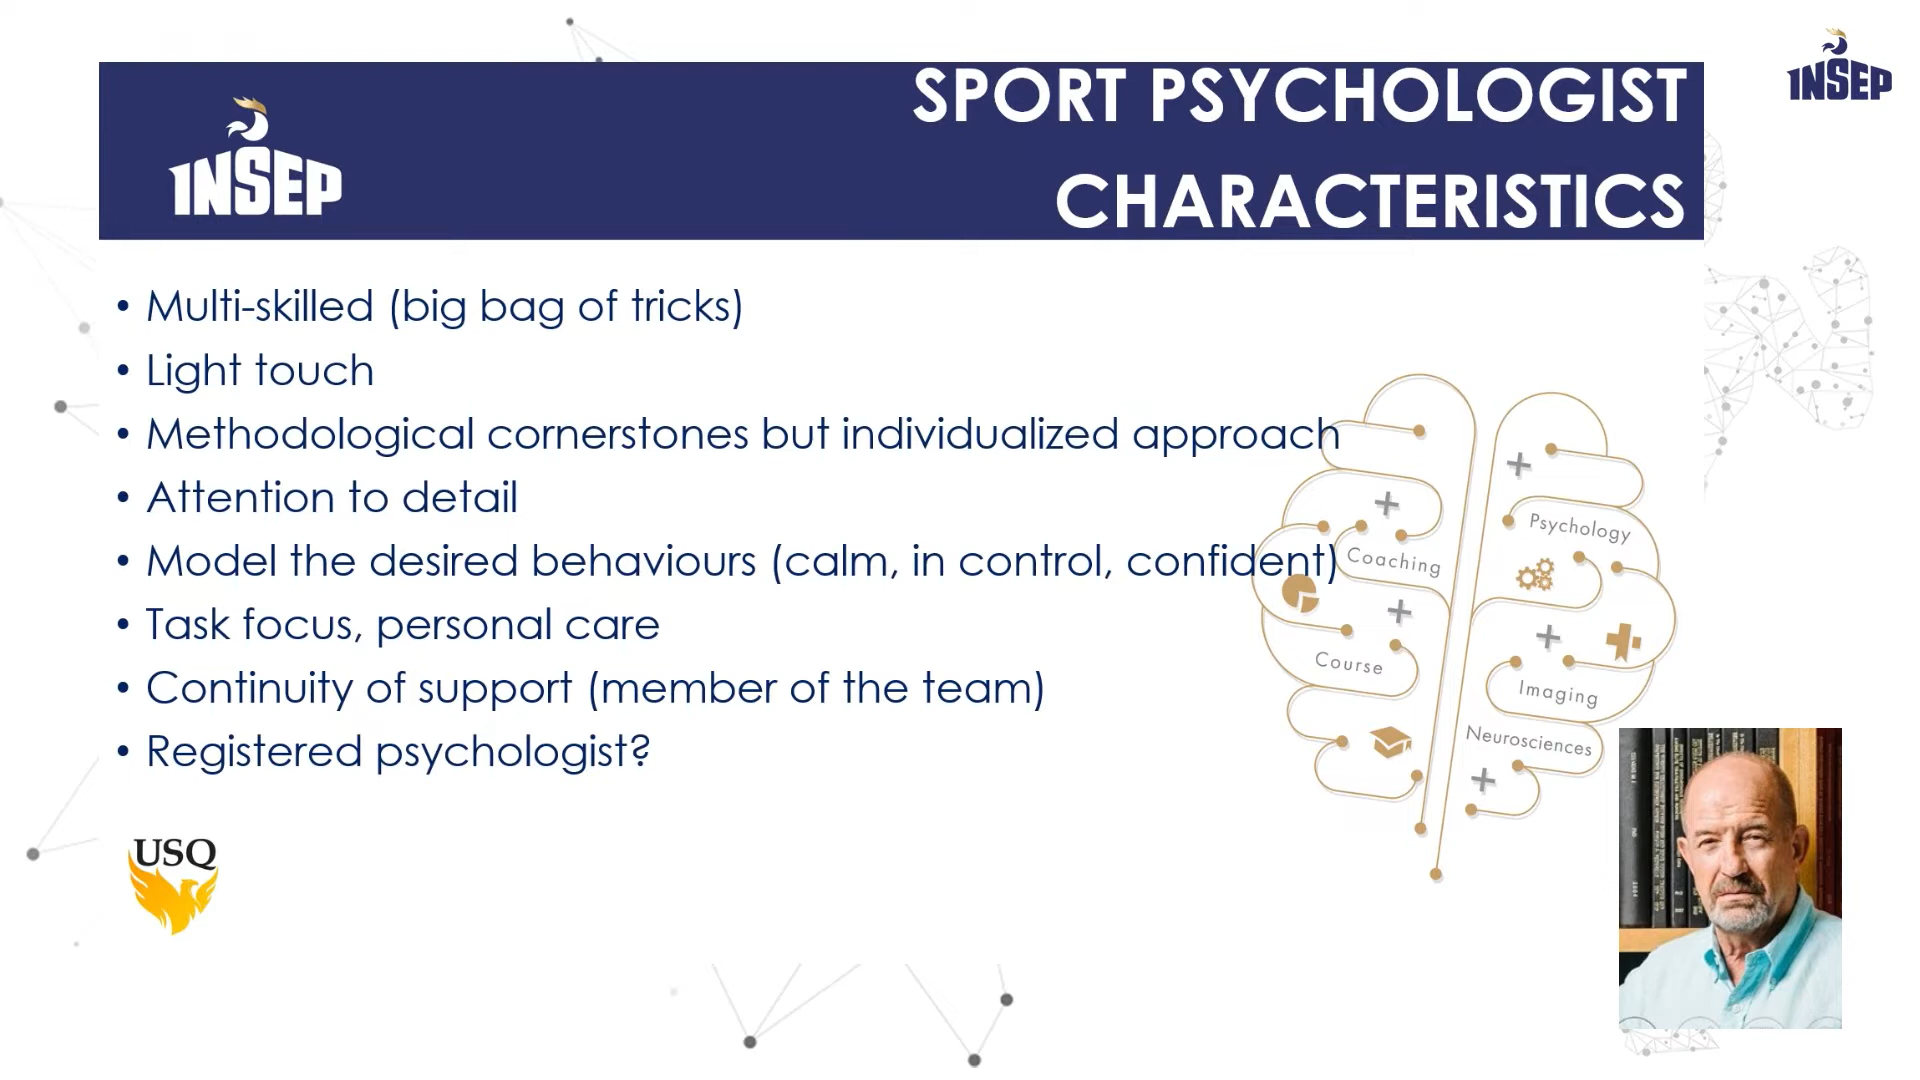 SPORT PSYCHOLOGIST
CHARACTERISTICS
INSEP
INSEP
• Multi-skilled (big bag of tricks)
• Light touch
• Methodological cornerstones but individualized approach
• Attention to detail
• Model the desired behaviours (calm, in control, confident)
• Task focus, personal care
• Continuity of support (member of the team)
• Registered psychologist?
Psychology
Coaching
Course
Imaging
Neurosciences
USQ